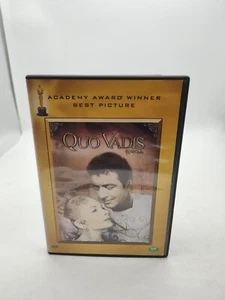 ACADEMY AWARD WINNER
BEST PICTURE
QUO VADIS